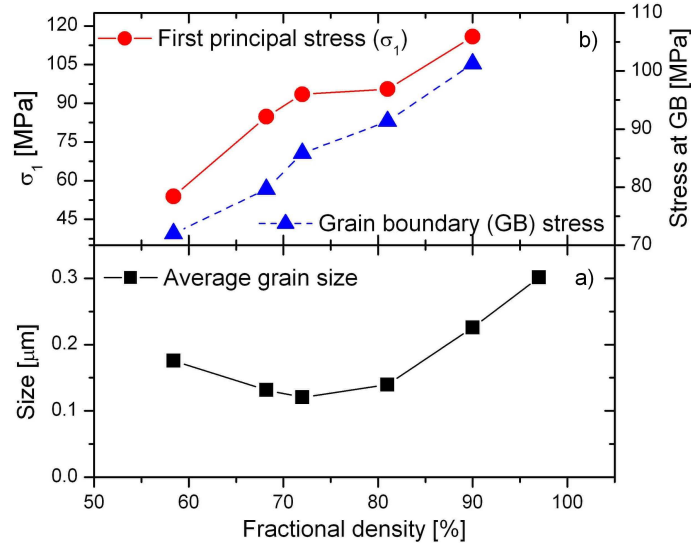 120
105
90
75
60
45
σ1 [MPa]
First principal stress (σ1)
b)
Grain boundary (GB) stress
110
100
90
80
70
Stress at GB [MPa]
0.3
0.2
0.1
0.0
Size [μm]
Average grain size
a)
50 60 70 80 90 100
Fractional density [%]